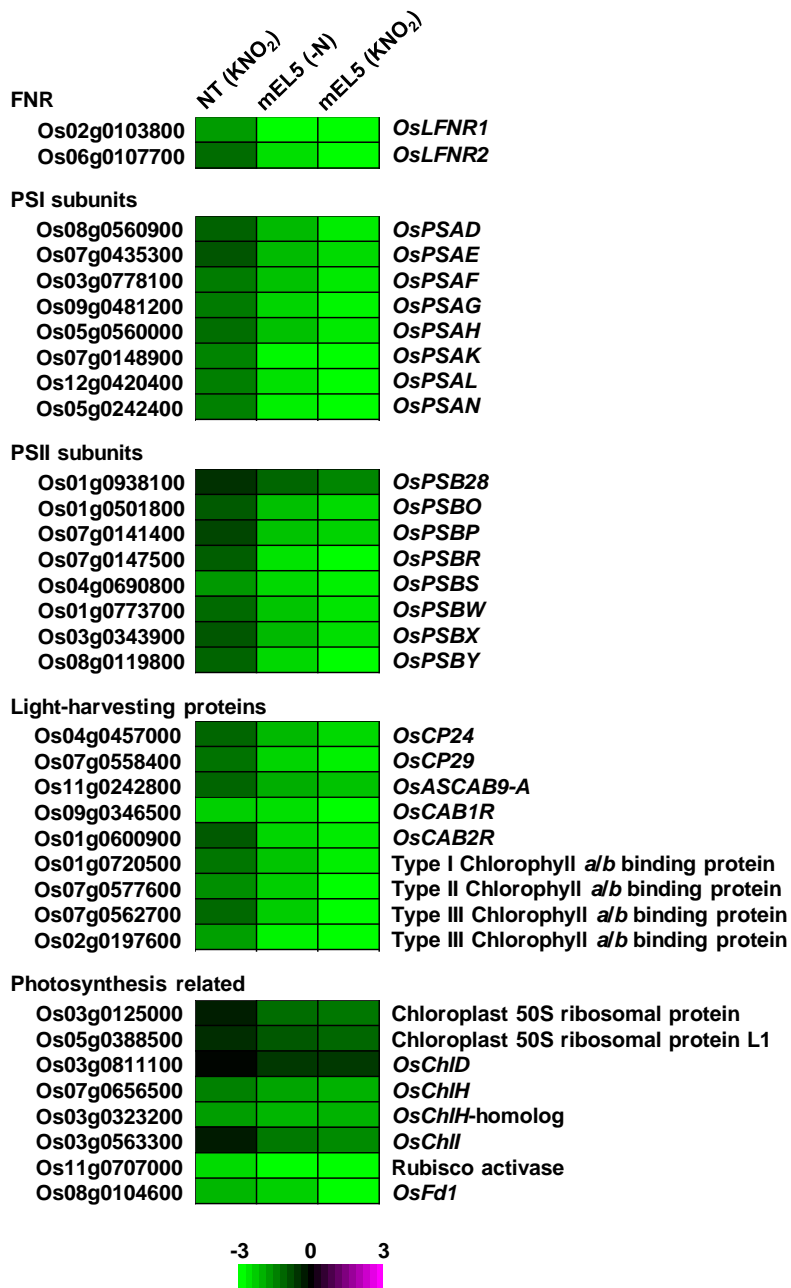 NT (KNO2) mEL5 (-N) mEL5 (KNO2)
FNR
Os02g0103800 OsLFNR1
Os06g0107700 OsLFNR2
PSI subunits
Os08g0560900 OsPSAD
Os07g0435300 OsPSAE
Os03g0778100 OsPSAF
Os09g0481200 OsPSAG
Os05g0560000 OsPSAH
Os07g0148900 OsPSAK
Os12g0420400 OsPSAL
Os05g0242400 OsPSAN
PSII subunits
Os01g0938100 OsPSB28
Os01g0501800 OsPSBO
Os07g0141400 OsPSBP
Os07g0147500 OsPSBR
Os04g0690800 OsPSBS
Os01g0773700 OsPSBW
Os03g0343900 OsPSBX
Os08g0119800 OsPSBY
Light-harvesting proteins
Os04g0457000 OsCP24
Os07g0558400 OsCP29
Os11g0242800 OsASCAB9-A
Os09g0346500 OsCAB1R
Os01g0600900 OsCAB2R
Os01g0720500 Type I Chlorophyll a/b binding protein
Os07g0577600 Type II Chlorophyll a/b binding protein
Os07g0562700 Type III Chlorophyll a/b binding protein
Os02g0197600 Type III Chlorophyll a/b binding protein
Photosynthesis related
Os03g0125000 Chloroplast 50S ribosomal protein
Os05g0388500 Chloroplast 50S ribosomal protein L1
Os03g0811100 OsChlD
Os07g0656500 OsChlH
Os03g0323200 OsChlH-homolog
Os03g0563300 OsChlI
Os11g0707000 Rubisco activase
Os08g0104600 OsFd1
-3 0 3